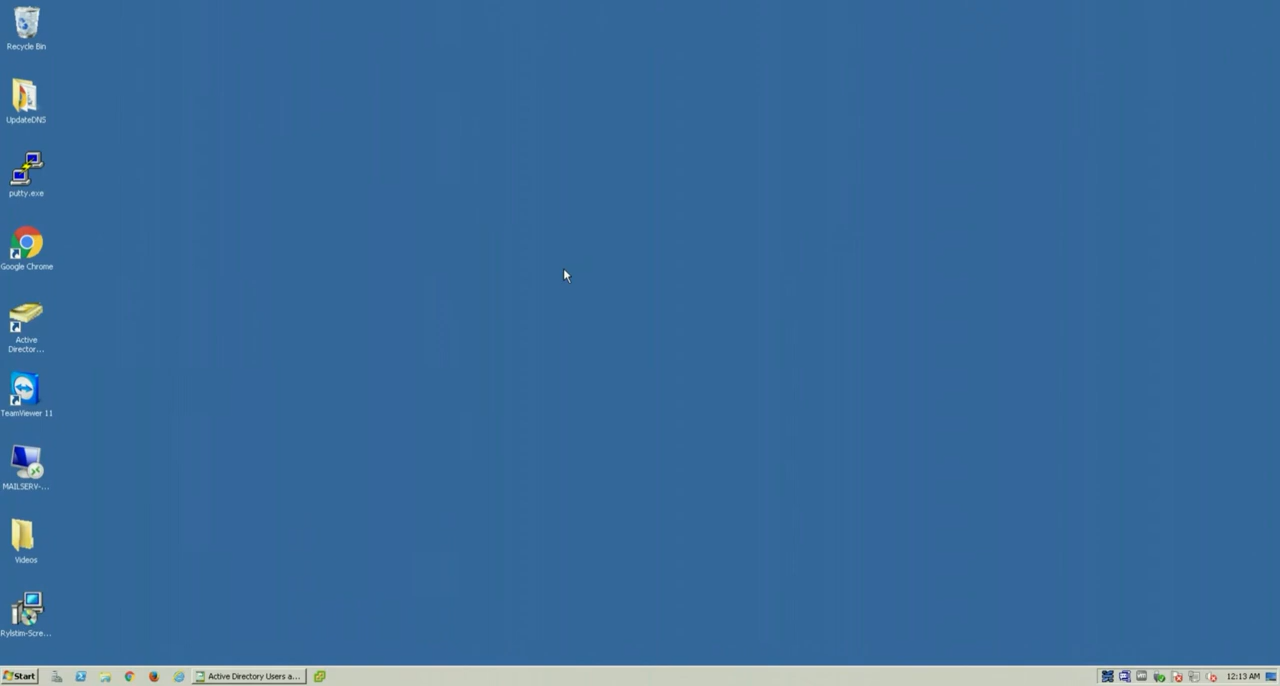 Recycle Bin
UpdateDNS
putty.exe
Google Chrome
Active
Director...
TeamViewer 11
MAILSERV-...
Videos
Rylstim-Scre...
Start
Active Directory Users a...
12:13 AM